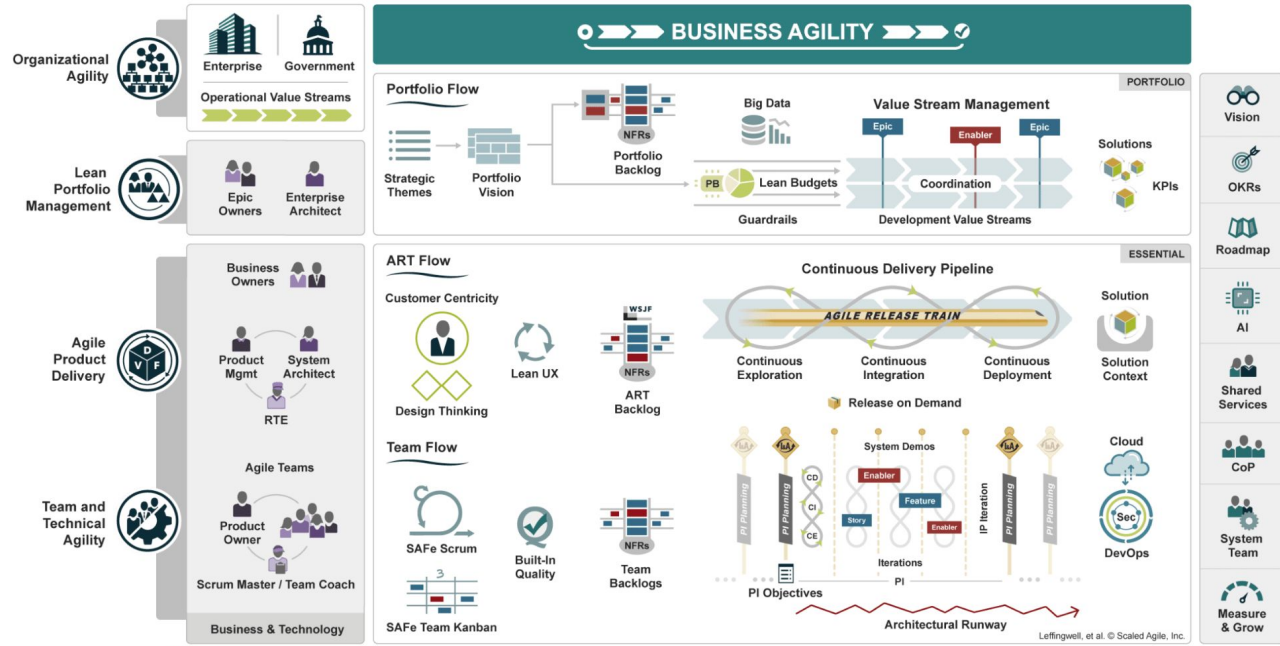 Organizational
Agility
Enterprise
Government
Operational Value Streams
BUSINESS AGILITY
Lean
Portfolio
Management
Epic
Owners
Enterprise
Architect
PORTFOLIO
Portfolio Flow
Strategic
Themes
Portfolio
Vision
NFRs
Portfolio
Backlog
Big Data
PB
Lean Budgets
Guardrails
Value Stream Management
Epic
Enabler
Epic
Coordination
Development Value Streams
Solutions
KPIs
Agile
Product
Delivery
D
V
F
Business
Owners
Product
Mgmt
System
Architect
RTE
Team and
Technical
Agility
Agile Teams
Product
Owner
Scrum Master / Team Coach
Business & Technology
ESSENTIAL
ART Flow
Customer Centricity
Design Thinking
Lean UX
WSJF
NFRs
ART
Backlog
Continuous Delivery Pipeline
AGILE RELEASE TRAIN
Continuous
Exploration
Continuous
Integration
Continuous
Deployment
Solution
Solution
Context
Release on Demand
Team Flow
SAFe Scrum
3
SAFe Team Kanban
Built-In
Quality
NFRs
Team
Backlogs
I&A
I&A
I&A
I&A
PI Planning
PI Planning
CD
CI
CE
System Demos
Enabler
Story
Feature
Enabler
Iterations
IP Iteration
PI Planning
PI Planning
PI
PI Objectives
Architectural Runway
Cloud
Sec
DevOps
Leffingwell, et al. © Scaled Agile, Inc.
Vision
OKRs
Roadmap
AI
Shared
Services
CoP
System
Team
Measure
& Grow